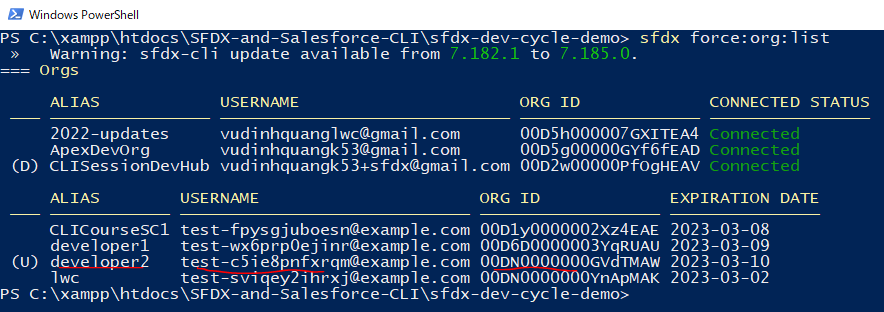 Windows PowerShell
PS C:\xampp\htdocs\SFDX-and-Salesforce-CLI\sfdx-dev-cycle-demo> sfdx force:org:list
» Warning: sfdx-cli update available from 7.182.1 to 7.185.0.
=== Orgs
ALIAS USERNAME ORG ID CONNECTED STATUS
2022-updates vudinhquanglwc@gmail.com 00D5h000007GXITEA4 Connected
ApexDevOrg vudinhquangk53@gmail.com 00D5g00000GYf6fEAD Connected
(D) CLISessionDevHub vudinhquangk53+sfdx@gmail.com 00D2w00000PfOgHEAV Connected
ALIAS USERNAME ORG ID EXPIRATION DATE
CLICourseSC1 test-fpysgjuboesn@example.com 00D1y0000002Xz4EAE 2023-03-08
developer1 test-wx6prp0ejinr@example.com 00D6D0000003YqRUAU 2023-03-09
(U) developer2 test-c5ie8pnfxrqm@example.com 00DN0000000GVdTMAW 2023-03-10
lwc test-sviqey2ihrxj@example.com 00DN0000000YnApMAK 2023-03-02
PS C:\xampp\htdocs\SFDX-and-Salesforce-CLI\sfdx-dev-cycle-demo>